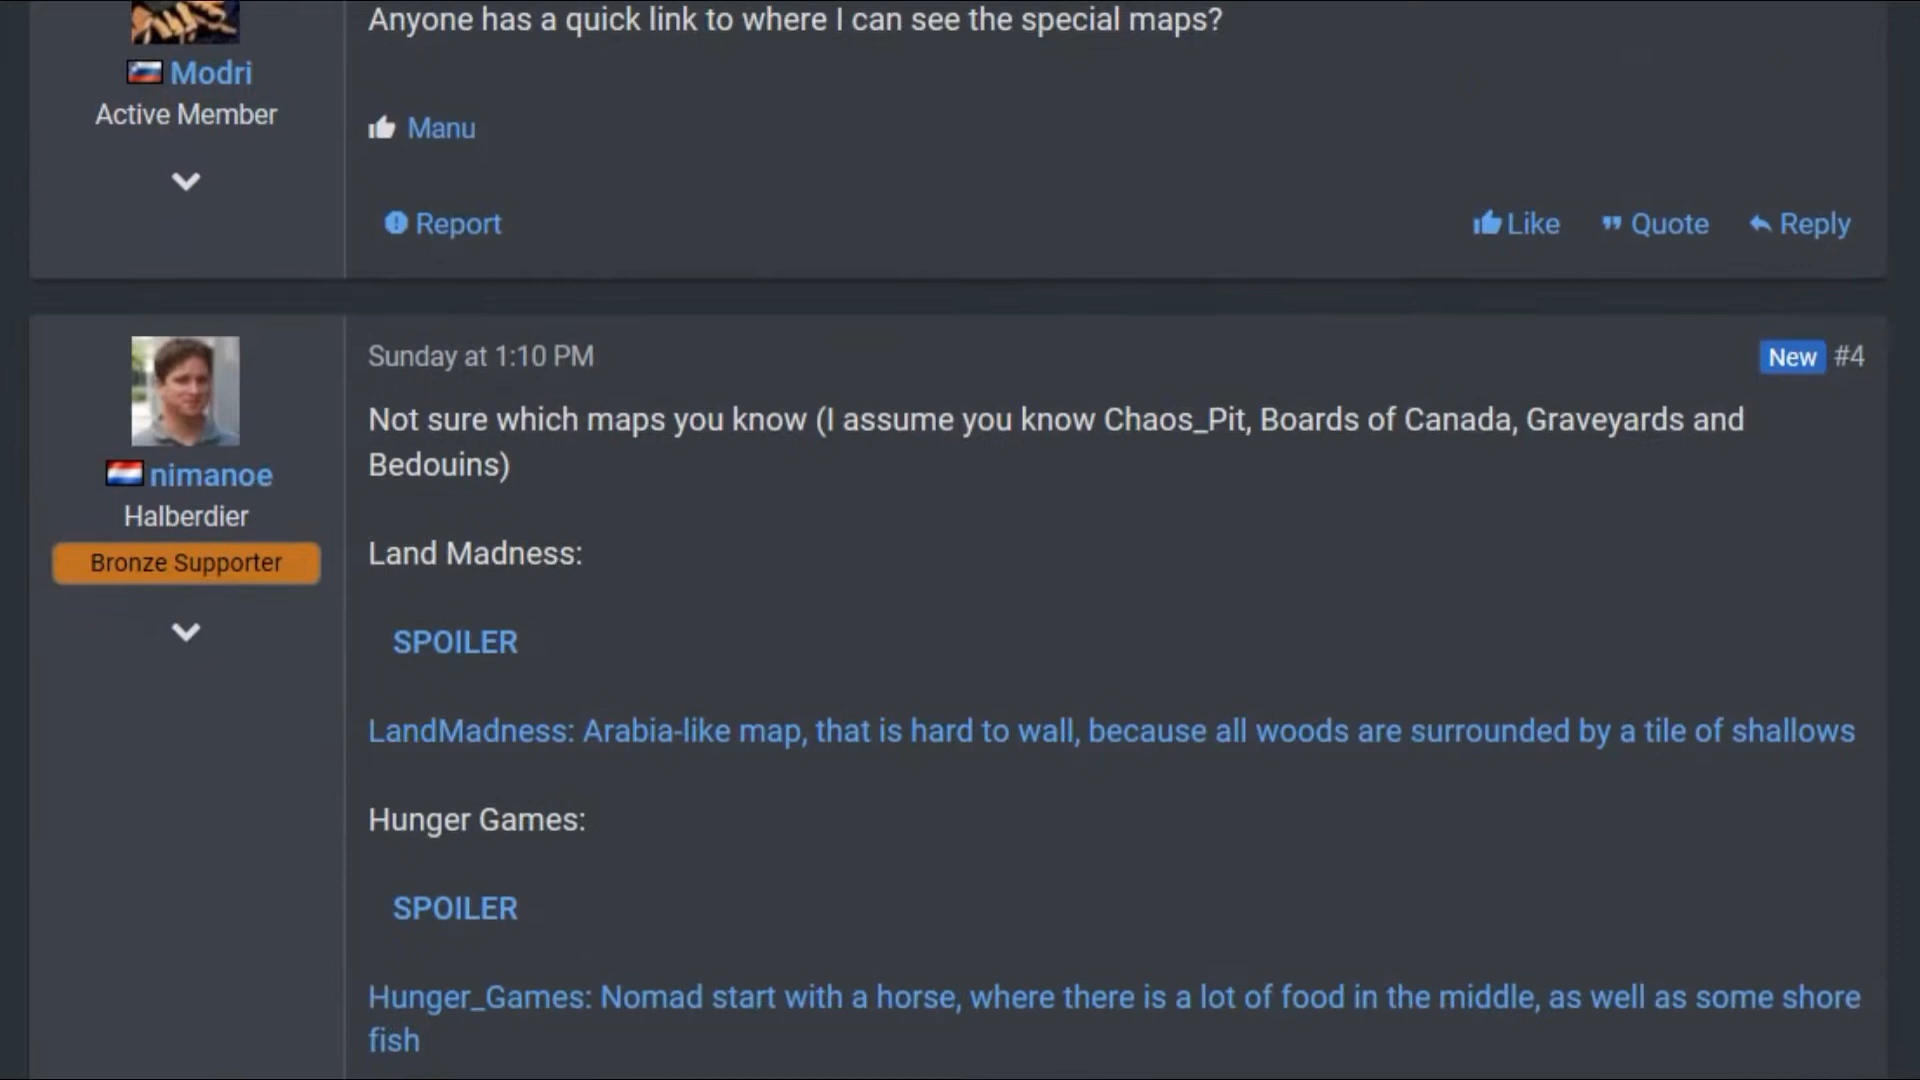 Anyone has a quick link to where I can see the special maps?
Modri
Active Member
Manu
Report
Like Quote Reply
Sunday at 1:10 PM
New #4
Not sure which maps you know (I assume you know Chaos_Pit, Boards of Canada, Graveyards and
Bedouins)
nimanoe
Halberdier
Bronze Supporter
Land Madness:
SPOILER
LandMadness: Arabia-like map, that is hard to wall, because all woods are surrounded by a tile of shallows
Hunger Games:
SPOILER
Hunger_Games: Nomad start with a horse, where there is a lot of food in the middle, as well as some shore
fish